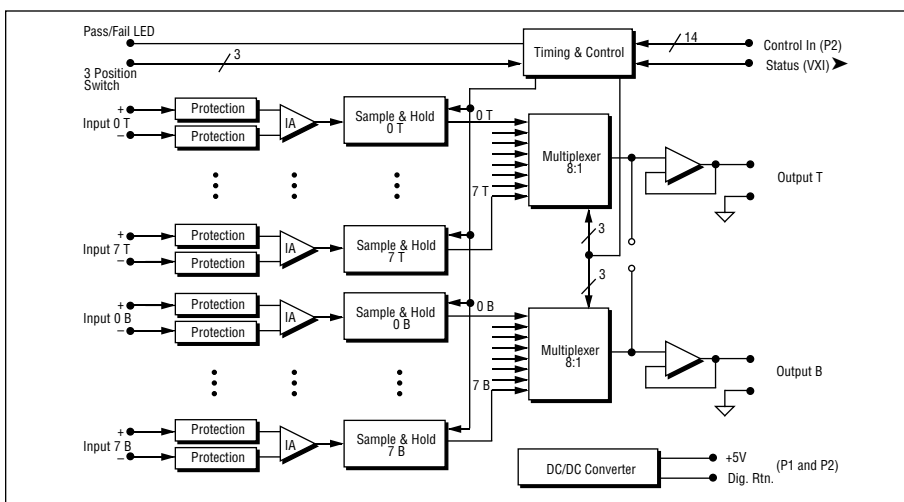 Pass/Fail LED
3 Position
Switch
3
Timing & Control
14
Control In (P2)
Status (VXI)
+
Input 0 T
–
Protection
Protection
IA
Sample & Hold
0 T
0 T
7 T
Multiplexer
8:1
Output T
+
Input 7 T
–
Protection
Protection
IA
Sample & Hold
7 T
3
3
+
Input 0 B
–
Protection
Protection
IA
Sample & Hold
0 B
0 B
7 B
Multiplexer
8:1
Output B
+
Input 7 B
–
Protection
Protection
IA
Sample & Hold
7 B
DC/DC Converter
+5V
Dig. Rtn.
(P1 and P2)